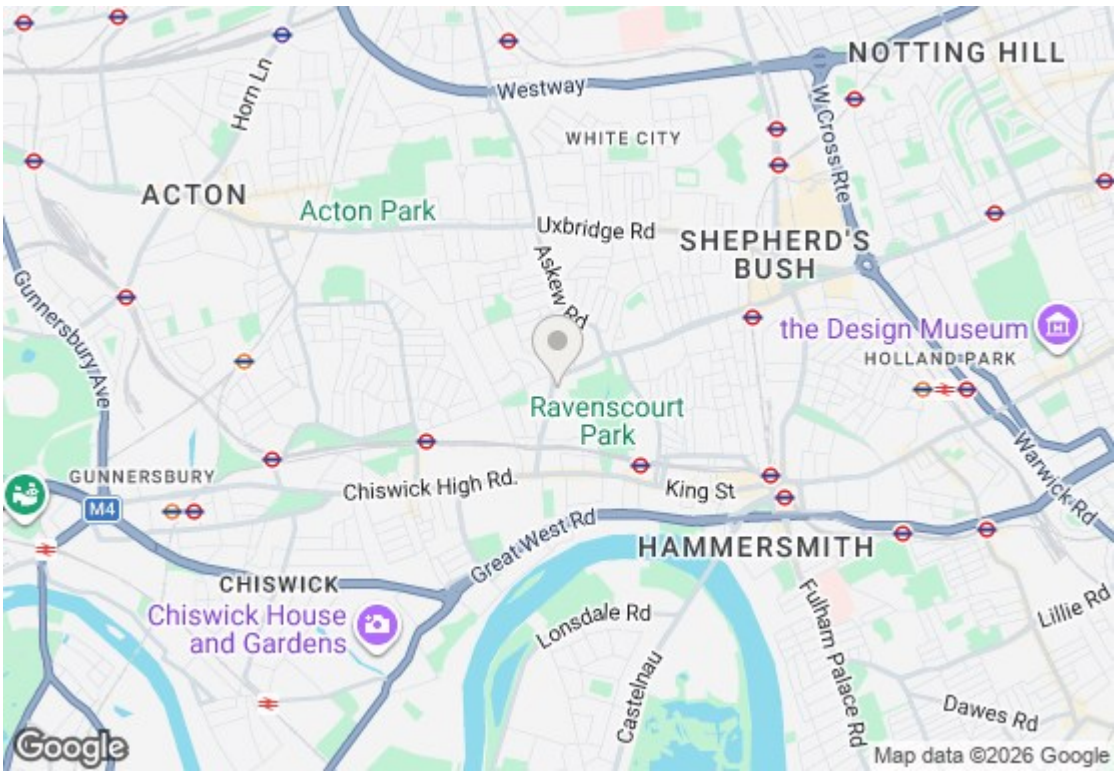 NOTTING HILL
Horn Ln
Westway
W Cross Rte
WHITE CITY
ACTON
Acton Park
Uxbridge Rd
SHEPHERD'S
BUSH
Askew Rd
Gunnersbury Ave
the Design Museum
HOLLAND PARK
Ravenscourt
Park
Warwick Rd
GUNNERSBURY
Chiswick High Rd.
King St
M4
Great West Rd
HAMMERSMITH
CHISWICK
Chiswick House
and Gardens
Lonsdale Rd
Fulham Palace Rd
Lillie Rd
Castelnau
Dawes Rd
Google
Map data ©2026 Google